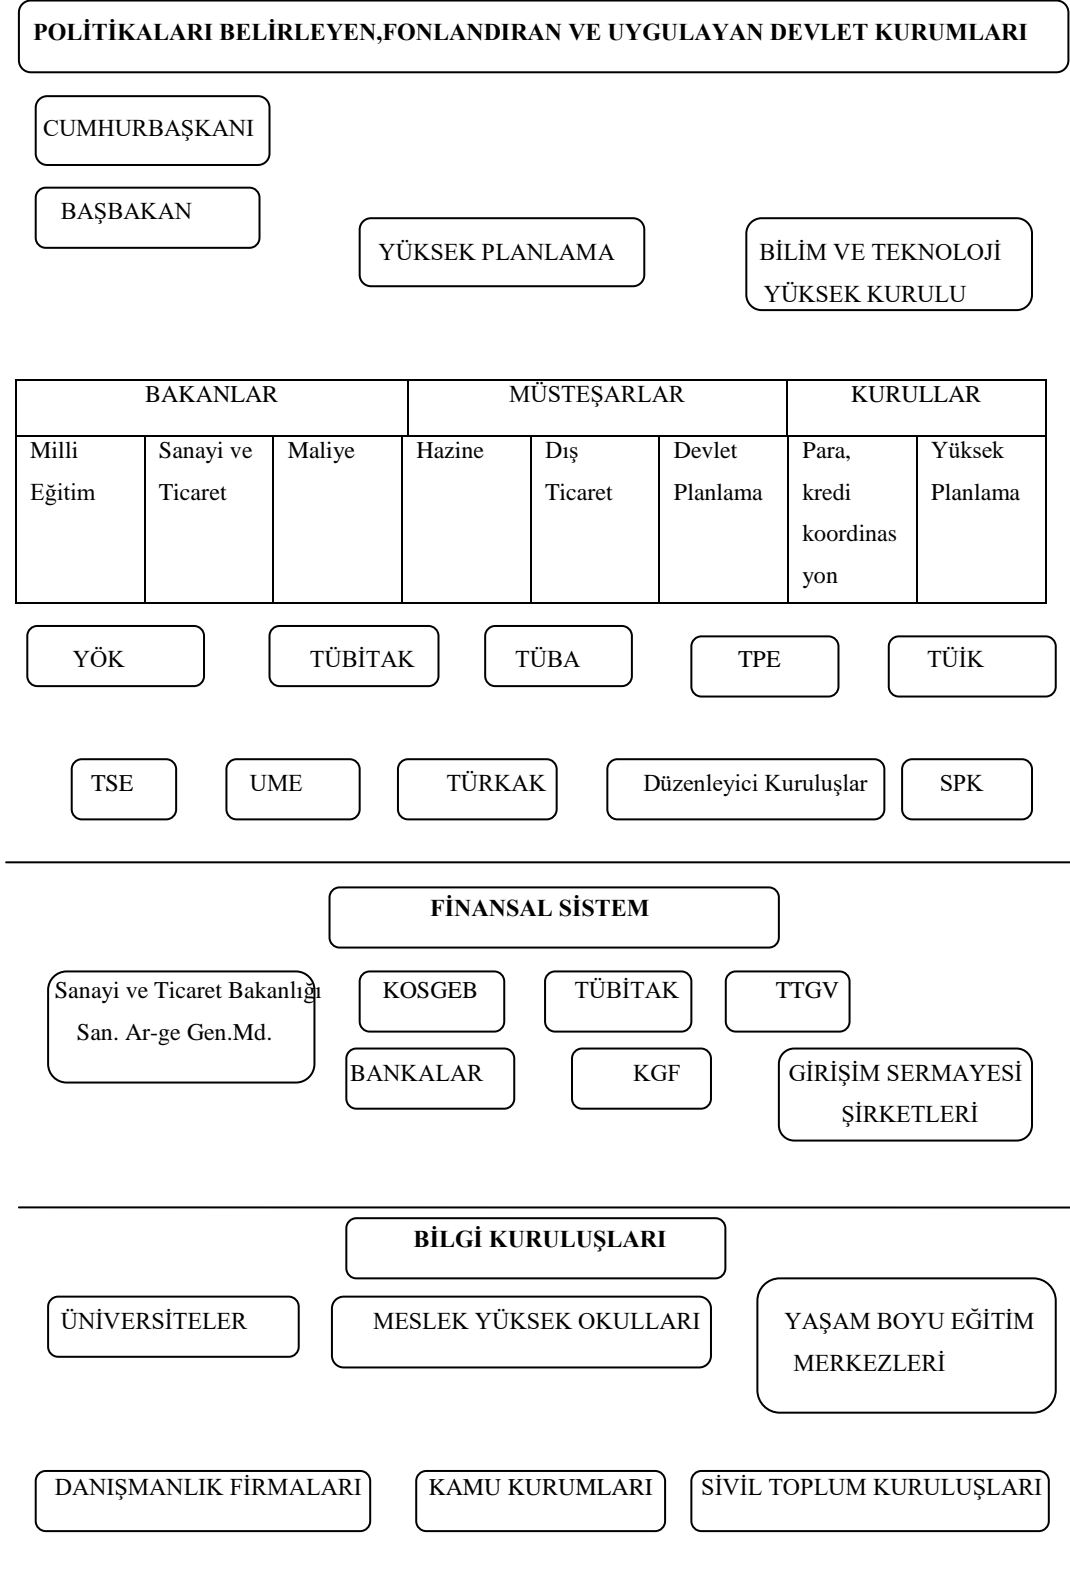 POLİTİKALARI BELİRLEYEN,FONLANDIRAN VE UYGULAYAN DEVLET KURUMLARI
CUMHURBAŞKANI
BAŞBAKAN
YÜKSEK PLANLAMA
BİLİM VE TEKNOLOJİ
YÜKSEK KURULU
BAKANLAR
MÜSTEŞARLAR
KURULLAR
Milli
Eğitim
Sanayi ve
Ticaret
Maliye
Hazine
Dış
Ticaret
Devlet
Planlama
Para,
kredi
koordinas
yon
Yüksek
Planlama
YÖK
TÜBİTAK
TÜBA
TPE
TÜİK
TSE
UME
TÜRKAK
Düzenleyici Kuruluşlar
SPK
FİNANSAL SİSTEM
Sanayi ve Ticaret Bakanlığı
San. Ar-ge Gen.Md.
KOSGEB
TÜBİTAK
TTGV
BANKALAR
KGF
GİRİŞİM SERMAYESİ
ŞİRKETLERİ
BİLGİ KURULUŞLARI
ÜNİVERSİTELER
MESLEK YÜKSEK OKULLARI
YAŞAM BOYU EĞİTİM
MERKEZLERİ
DANIŞMANLIK FİRMALARI
KAMU KURUMLARI
SİVİL TOPLUM KURULUŞLARI